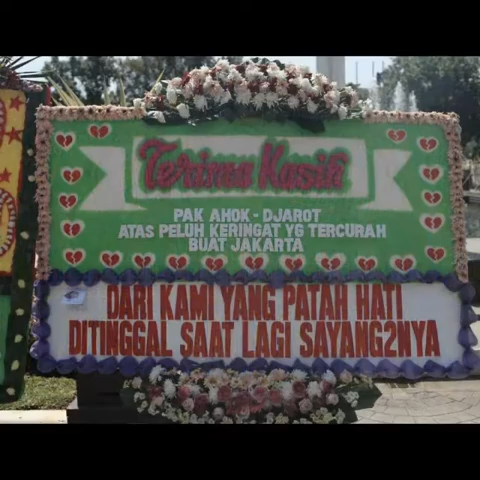 Terima Kasih
PAK AHOK - DJAROT
ATAS PELUH KERINGAT YG TERCURAH
BUAT JAKARTA
DARI KAMI YANG PATAH HATI
DITINGGAL SAAT LAGI SAYANG2NYA